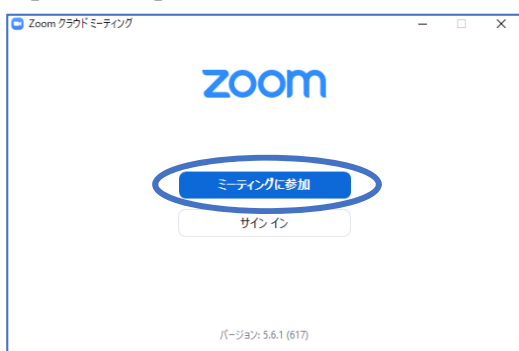 Zoom クラウド ミーティング
zoom
ミーティングに参加
サイン イン
バージョン: 5.6.1 (617)